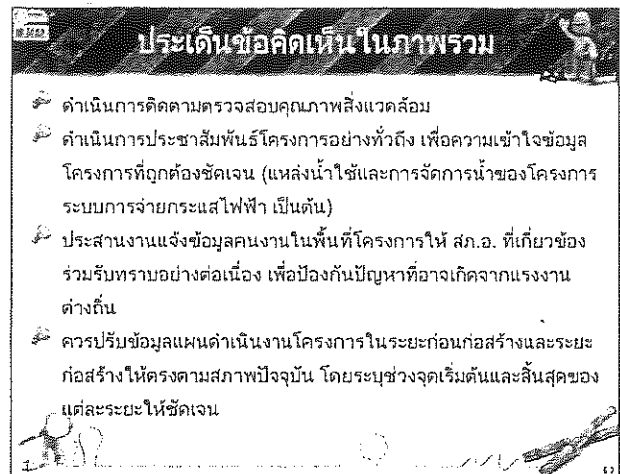 ประเด็นข้อคิดเห็นในภาพรวม
ดำเนินการติดตามตรวจสอบคุณภาพสิ่งแวดล้อม
ดำเนินการประชาสัมพันธ์โครงการอย่างทั่วถึง เพื่อความเข้าใจข้อมูล
โครงการที่ถูกต้องชัดเจน (แหล่งน้ำใช้และการจัดการน้ำของโครงการ
ระบบการจ่ายกระแสไฟฟ้า เป็นต้น)
ประสานงานแจ้งข้อมูลคนงานในพื้นที่โครงการให้ สภ.อ. ที่เกี่ยวข้อง
ร่วมรับทราบอย่างต่อเนื่อง เพื่อป้องกันปัญหาที่อาจเกิดจากแรงงาน
ต่างถิ่น
ควรปรับข้อมูลแผนดำเนินงานโครงการในระยะก่อนก่อสร้างและระยะ
ก่อสร้างให้ตรงตามสภาพปัจจุบัน โดยระบุช่วงจุดเริ่มต้นและสิ้นสุดของ
แต่ละระยะให้ชัดเจน